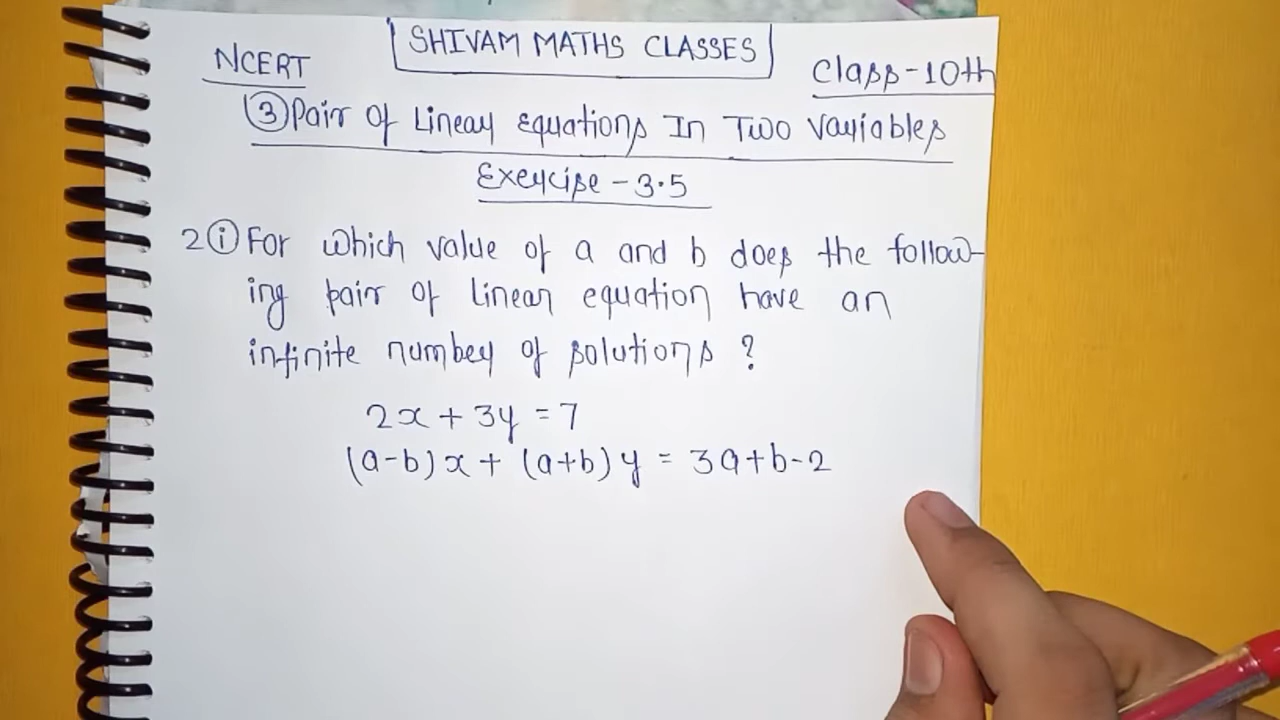 SHIVAM MATHS CLASSES
NCERT
Class-10th
③ Pair Of Linear Equations In Two Variables
Exercise - 3.5
2 ⓘ For which value of a and b does the follow-
ing pair of linear equation have an
infinite number of solutions ?
2x + 3y = 7
(a-b)x + (a+b)y = 3a+b-2